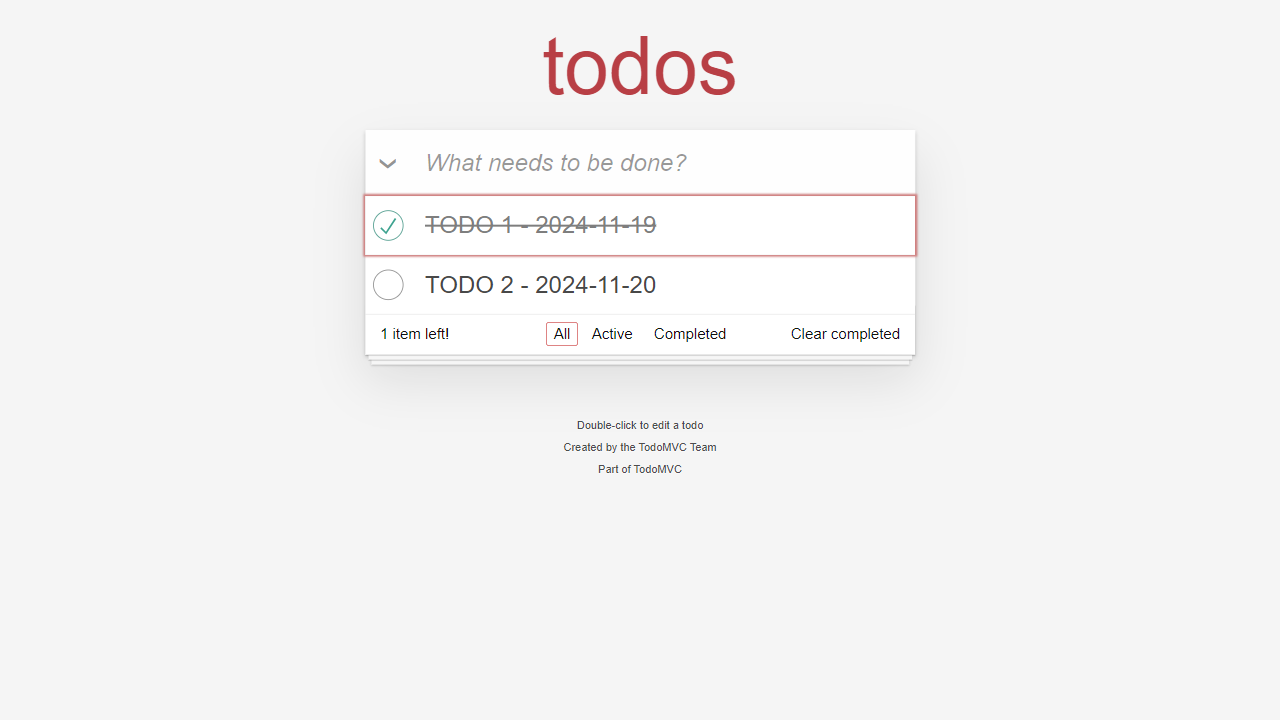 todos
What needs to be done?
TODO 1 - 2024-11-19
TODO 2 - 2024-11-20
1 item left! All Active Completed Clear completed
Double-click to edit a todo
Created by the TodoMVC Team
Part of TodoMVC